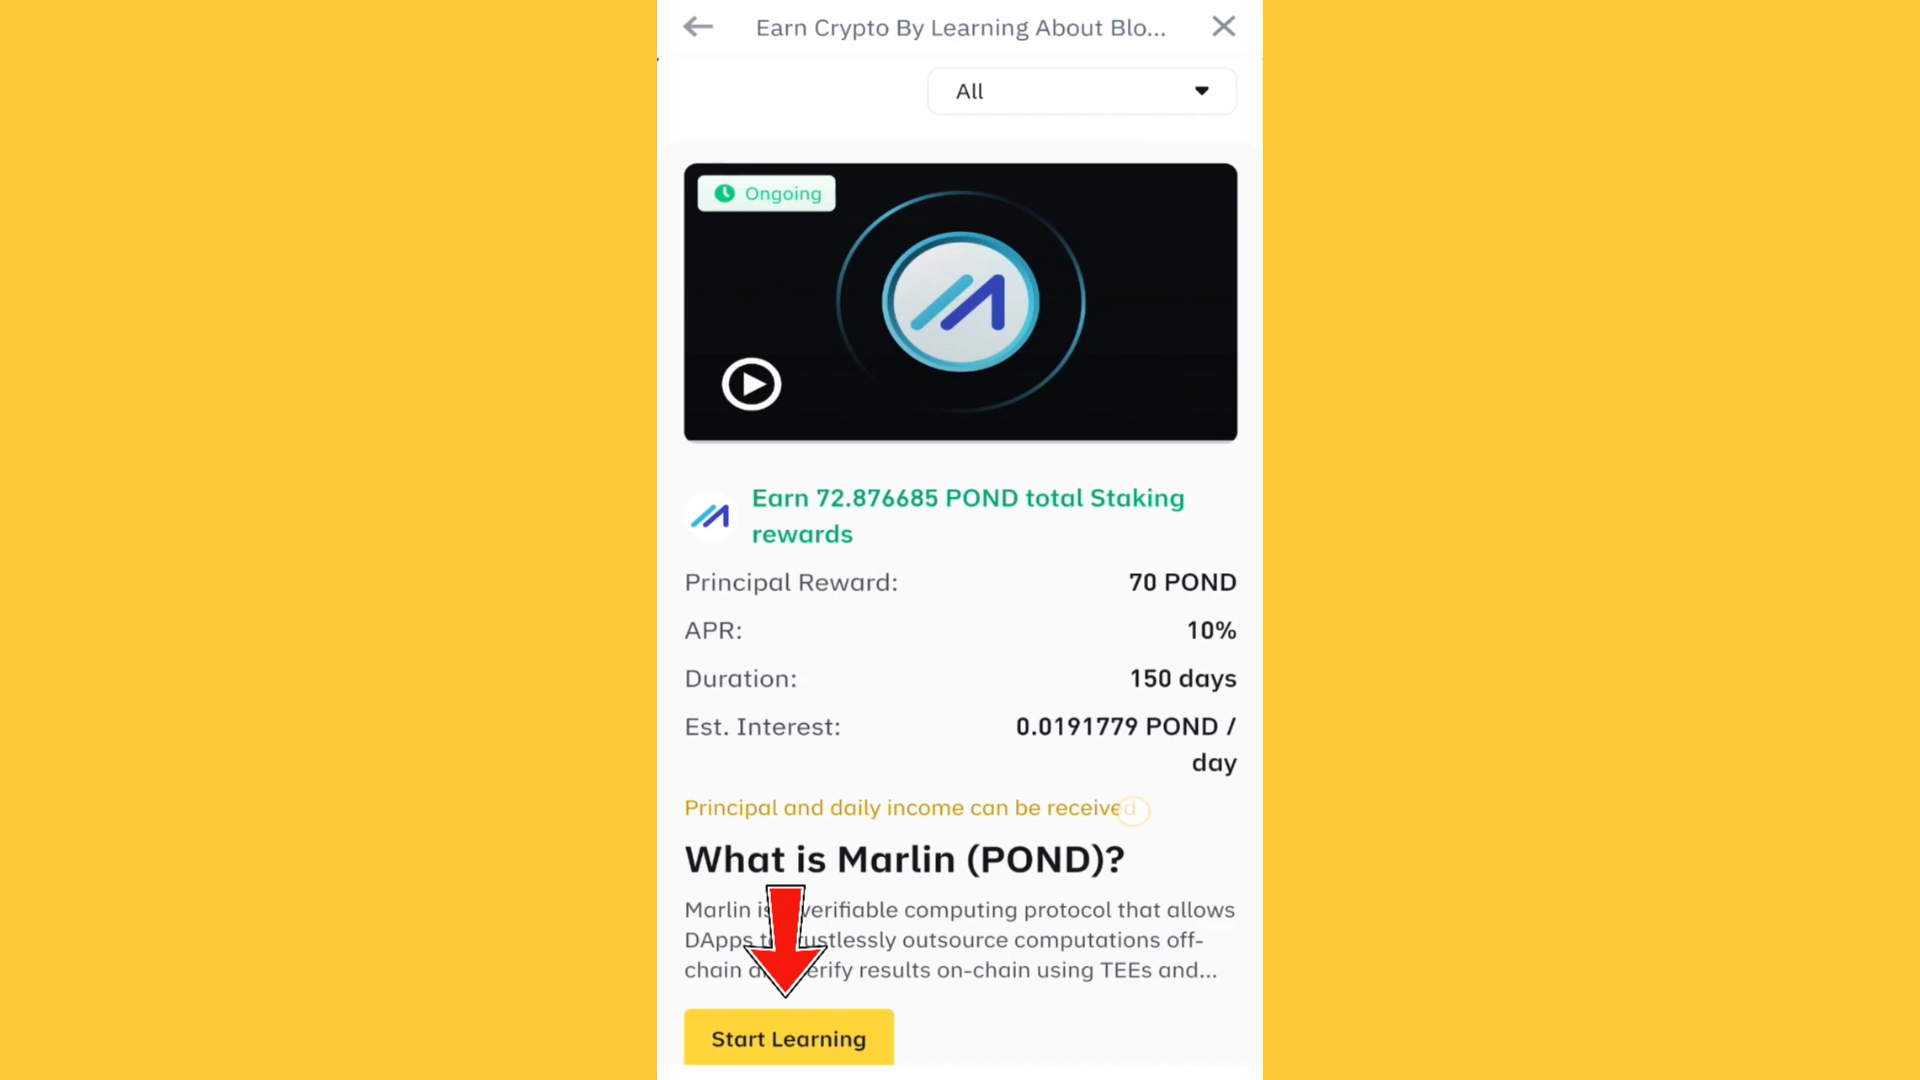 Earn Crypto By Learning About Blo...
All
Ongoing
Earn 72.876685 POND total Staking
rewards
Principal Reward: 70 POND
APR: 10%
Duration: 150 days
Est. Interest: 0.0191779 POND /
day
Principal and daily income can be received
What is Marlin (POND)?
Marlin is verifiable computing protocol that allows
DApps trustlessly outsource computations off-
chain verify results on-chain using TEEs and...
Start Learning